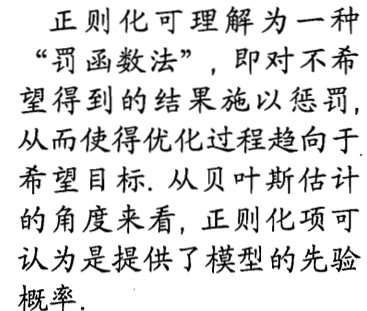 正则化可理解为一种
“罚函数法”, 即对不希
望得到的结果施以惩罚,
从而使得优化过程趋向于
希望目标. 从贝叶斯估计
的角度来看, 正则化项可
认为是提供了模型的先验
概率.